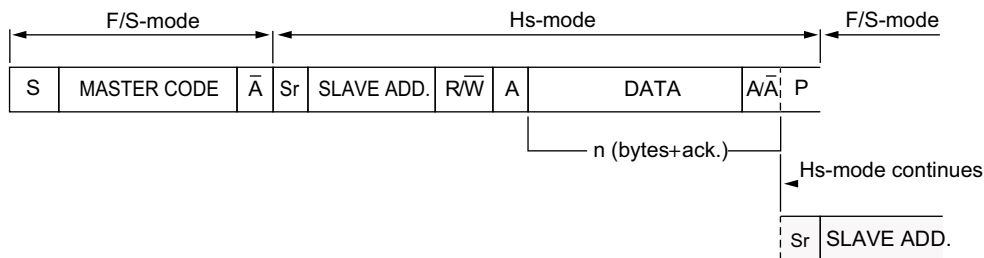 F/S-mode Hs-mode F/S-mode
S MASTER CODE A̅ Sr SLAVE ADD. R/W̅ A DATA A/A̅ P
n (bytes+ack.)
Hs-mode continues
Sr SLAVE ADD.